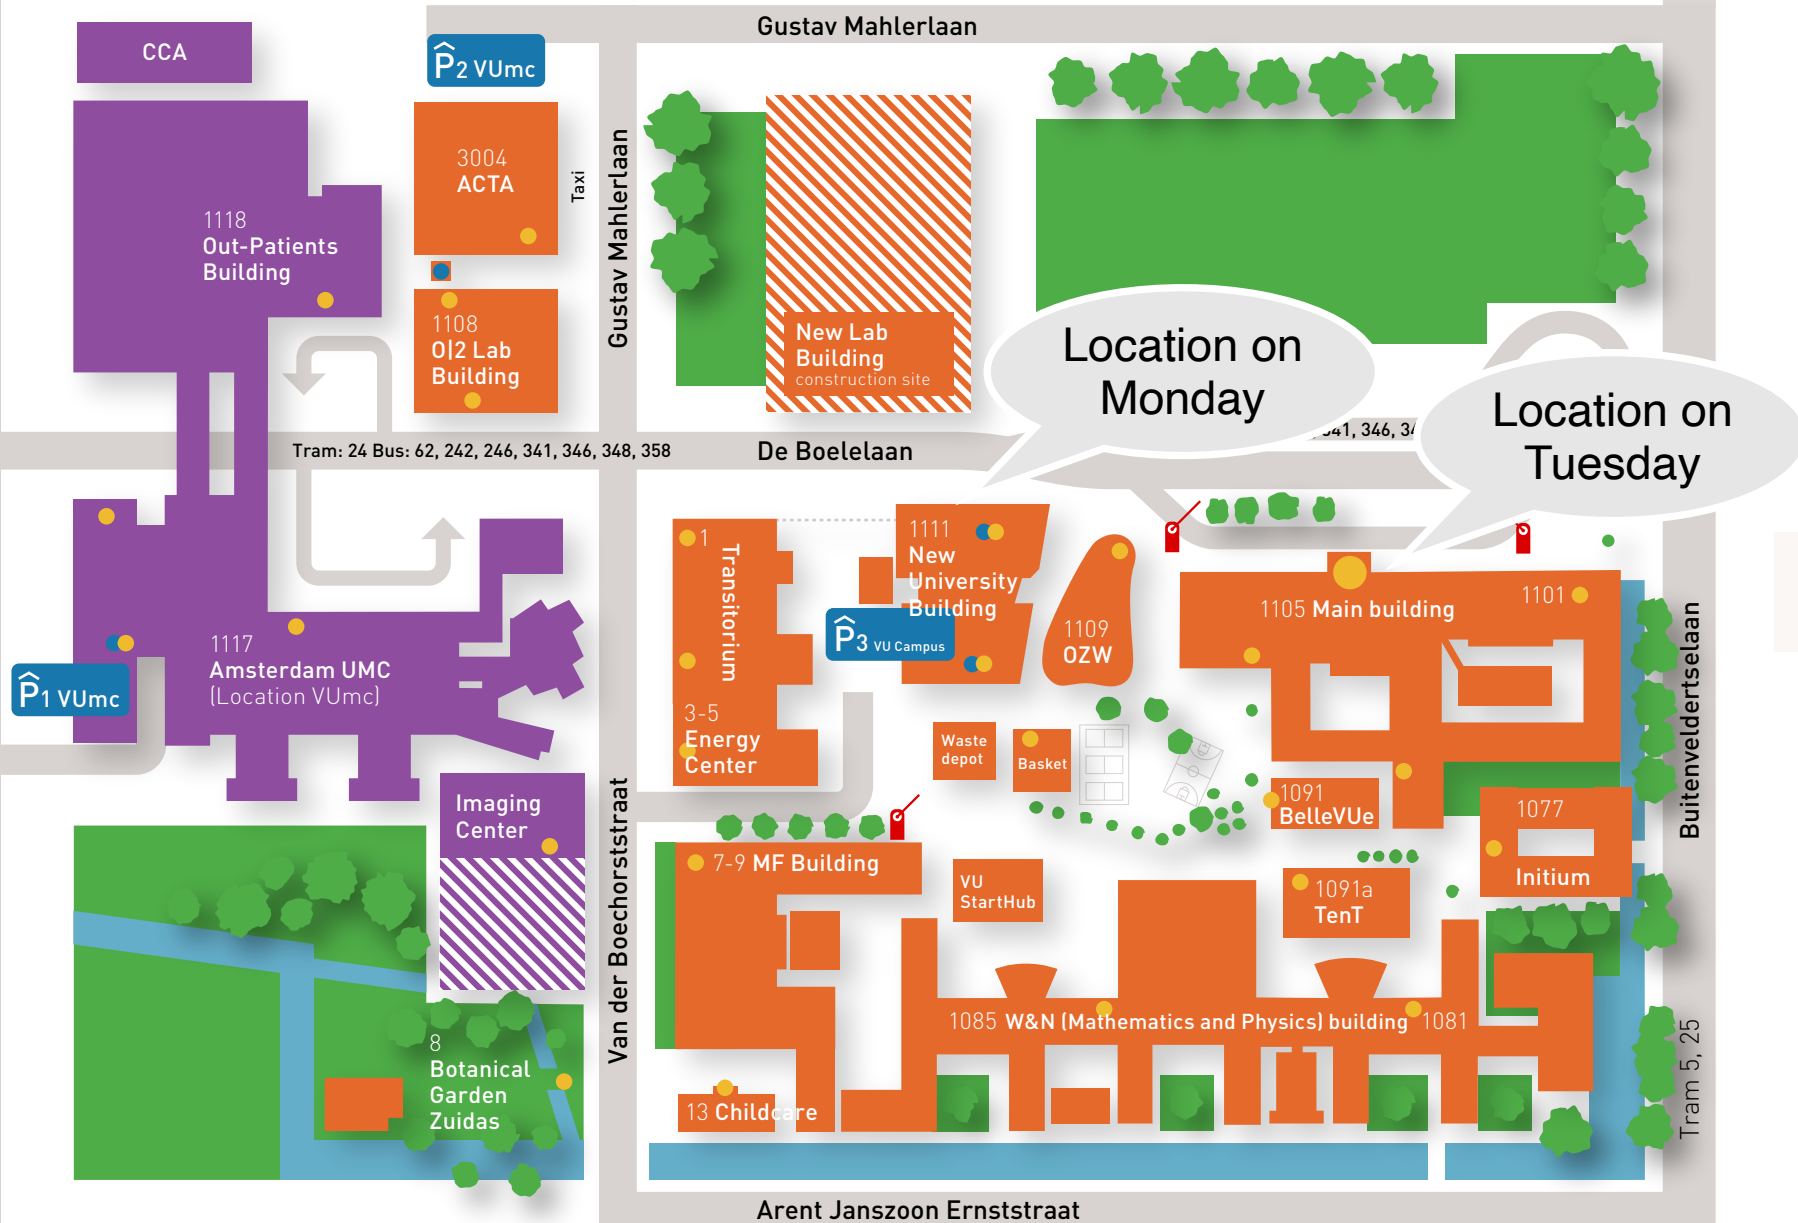 Gustav Mahlerlaan
CCA
P2 VUmc
3004
ACTA
Taxi
Gustav Mahlerlaan
1118
Out-Patients
Building
1108
O|2 Lab
Building
New Lab
Building
construction site
Location on
Monday
Location on
Tuesday
Tram: 24 Bus: 62, 242, 246, 341, 346, 348, 358
De Boelelaan
341, 346, 34
1
Transitorium
1111
New
University
Building
P3 VU Campus
1109
OZW
1105 Main building
1101
Buitenveldertselaan
1117
Amsterdam UMC
(Location VUmc)
P1 VUmc
3-5
Energy
Center
Waste
depot
Basket
1091
BelleVUe
1077
Initium
Imaging
Center
Van der Boechorststraat
7-9 MF Building
VU
StartHub
1091a
TenT
1085 W&N (Mathematics and Physics) building 1081
8
Botanical
Garden
Zuidas
13 Childcare
Tram 5, 25
Arent Janszoon Ernststraat